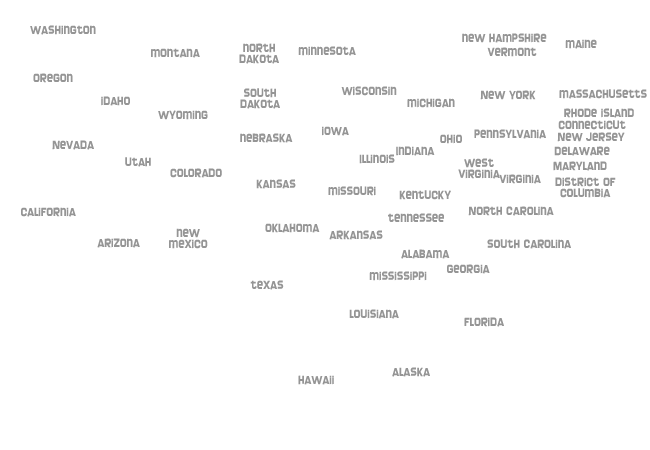 WASHINGTON
NEW HAMPSHIRE
VERMONT
MAINE
MONTANA
NORTH
DAKOTA
MINNESOTA
OREGON
IDAHO
WYOMING
SOUTH
DAKOTA
WISCONSIN
MICHIGAN
NEW YORK
MASSACHUSETTS
RHODE ISLAND
CONNECTICUT
NEW JERSEY
DELAWARE
MARYLAND
DISTRICT OF
COLUMBIA
NEVADA
UTAH
COLORADO
NEBRASKA
IOWA
ILLINOIS
INDIANA
OHIO
PENNSYLVANIA
WEST
VIRGINIA
VIRGINIA
KANSAS
MISSOURI
KENTUCKY
CALIFORNIA
ARIZONA
NEW
MEXICO
OKLAHOMA
ARKANSAS
TENNESSEE
NORTH CAROLINA
SOUTH CAROLINA
ALABAMA
GEORGIA
MISSISSIPPI
TEXAS
LOUISIANA
FLORIDA
HAWAII
ALASKA